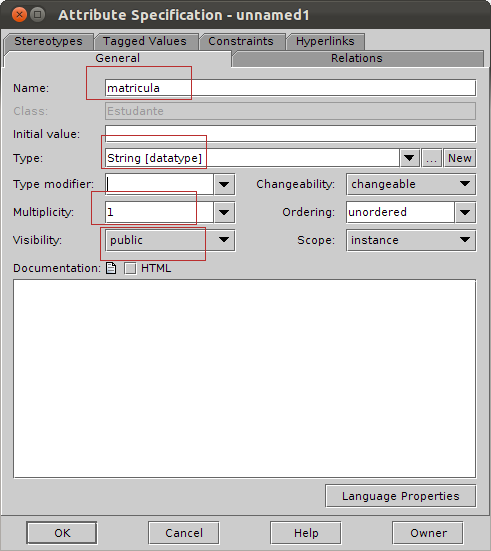 Attribute Specification - unnamed1
Stereotypes Tagged Values Constraints Hyperlinks
General Relations
Name: matricula
Class: Estudante
Initial value:
Type: String [datatype] ... New
Type modifier: Changeability: changeable
Multiplicity: 1 Ordering: unordered
Visibility: public Scope: instance
Documentation: HTML
Language Properties
OK Cancel Help Owner